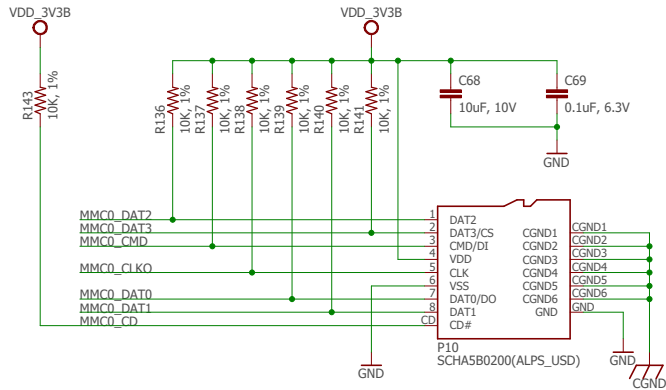 VDD_3V3B
VDD_3V3B
R143
10K, 1%
R136
10K, 1%
R137
10K, 1%
R138
10K, 1%
R139
10K, 1%
R140
10K, 1%
R141
10K, 1%
C68
10uF, 10V
C69
0.1uF, 6.3V
GND
MMC0_DAT2
MMC0_DAT3
MMC0_CMD
MMC0_CLKO
MMC0_DAT0
MMC0_DAT1
MMC0_CD
1 DAT2
2 DAT3/CS
3 CMD/DI
4 VDD
5 CLK
6 VSS
7 DAT0/DO
8 DAT1
CD CD#
CGND1 CGND1
CGND2 CGND2
CGND3 CGND3
CGND4 CGND4
CGND5 CGND5
CGND6 CGND6
GND GND
P10
SCHA5B0200(ALPS_USD)
GND
GND
CGND